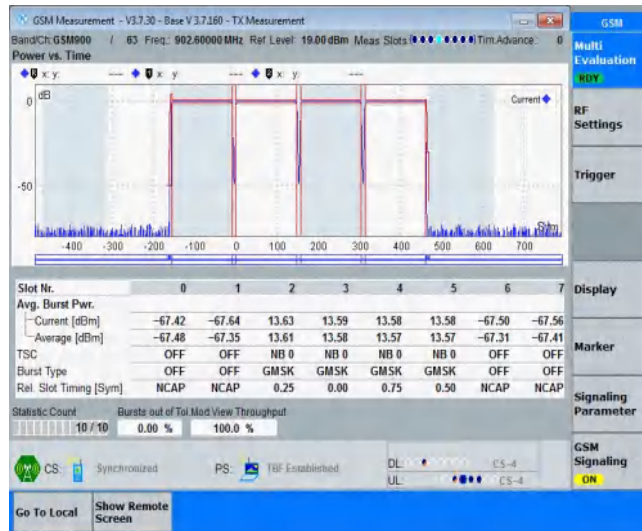 GSM Measurement - V3.7.30 - Base V 3.7.160 - TX Measurement
GSM
Band/Ch: GSM900 / 63 Freq.: 902.60000 MHz Ref Level: 19.00 dBm Meas Slots Tim.Advance: 0
Multi Evaluation
RDY
Power vs. Time
x: y: --- x: y: --- x: y: ---
dB
Current
0
-50
Sym
-400 -300 -200 -100 0 100 200 300 400 500 600 700
RF Settings
Trigger
Slot Nr. 0 1 2 3 4 5 6 7
Avg. Burst Pwr.
Current [dBm] -67.42 -67.64 13.63 13.59 13.58 13.58 -67.50 -67.56
Average [dBm] -67.48 -67.35 13.61 13.58 13.57 13.57 -67.31 -67.41
TSC OFF OFF NB 0 NB 0 NB 0 NB 0 OFF OFF
Burst Type OFF OFF GMSK GMSK GMSK GMSK OFF OFF
Rel. Slot Timing [Sym] NCAP NCAP 0.25 0.00 0.75 0.50 NCAP NCAP
Display
Marker
Signaling Parameter
Statistic Count Bursts out of Tol. Mod View Throughput
10 / 10 0.00 % 100.0 %
CS: Synchronized PS: TBF Established DL: CS-4
UL: CS-4
GSM Signaling
ON
Go To Local
Show Remote Screen